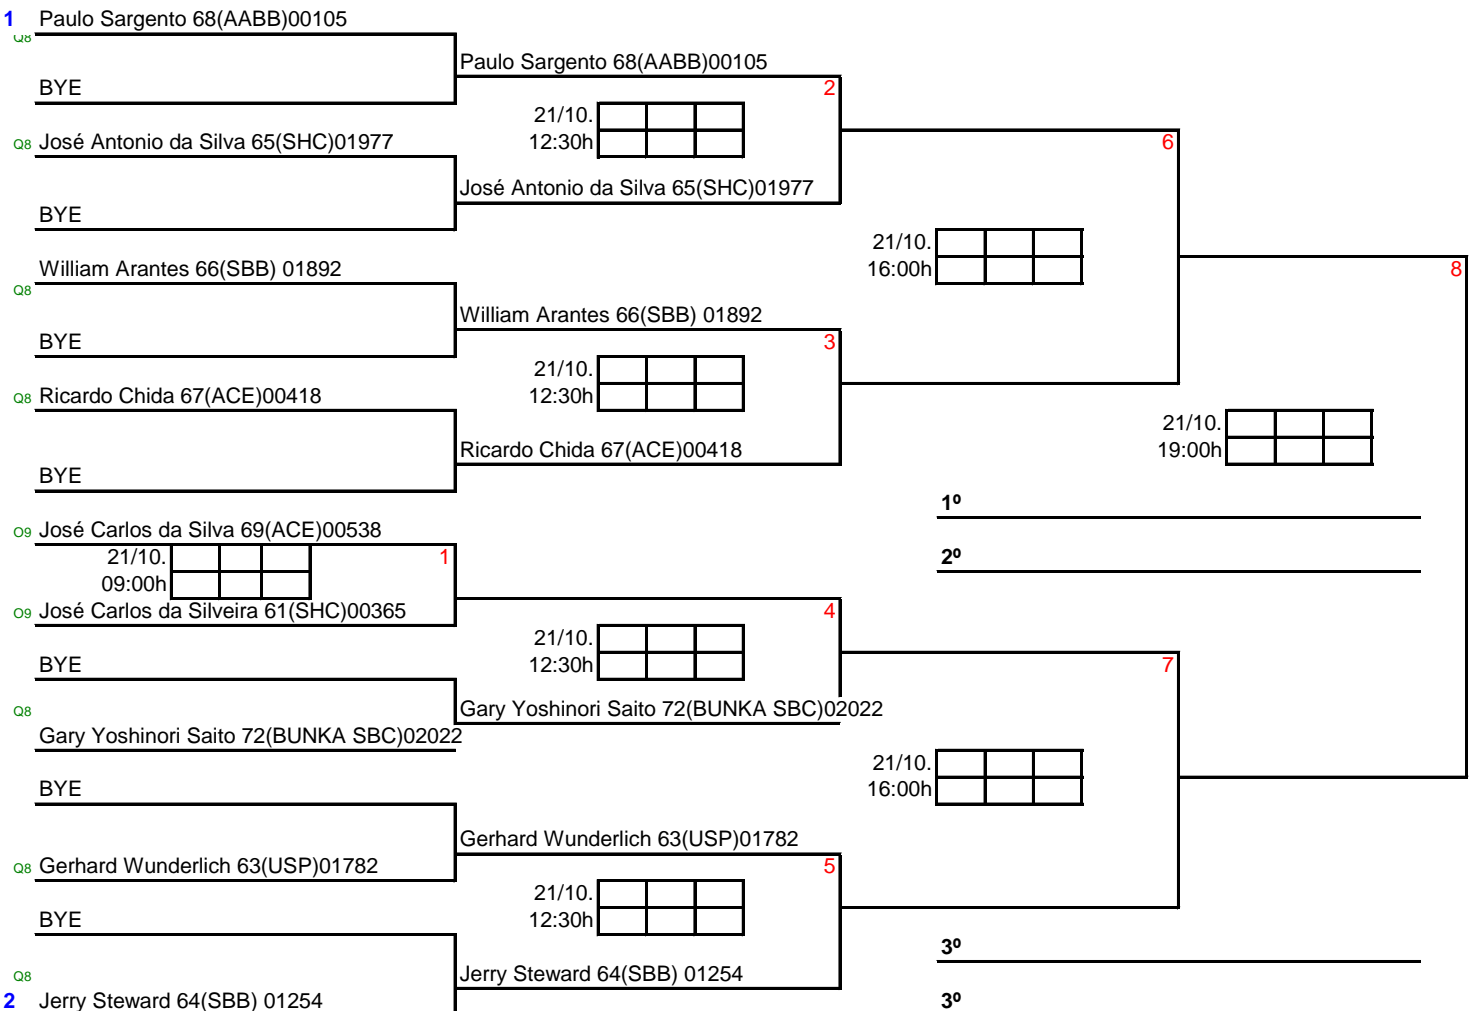 1 Paulo Sargento 68(AABB)00105
Q8
Paulo Sargento 68(AABB)00105
BYE
2
21/10.
12:30h
Q8 José Antonio da Silva 65(SHC)01977
6
José Antonio da Silva 65(SHC)01977
BYE
21/10.
16:00h
William Arantes 66(SBB) 01892
8
Q8
William Arantes 66(SBB) 01892
BYE
3
21/10.
12:30h
Q8 Ricardo Chida 67(ACE)00418
21/10.
19:00h
Ricardo Chida 67(ACE)00418
BYE
1º
O9 José Carlos da Silva 69(ACE)00538
21/10.
09:00h
1
2º
O9 José Carlos da Silveira 61(SHC)00365
4
21/10.
12:30h
BYE
7
Q8
Gary Yoshinori Saito 72(BUNKA SBC)02022
Gary Yoshinori Saito 72(BUNKA SBC)02022
21/10.
16:00h
BYE
Gerhard Wunderlich 63(USP)01782
Q8 Gerhard Wunderlich 63(USP)01782
5
21/10.
12:30h
BYE
3º
Q8
Jerry Steward 64(SBB) 01254
2 Jerry Steward 64(SBB) 01254
3º